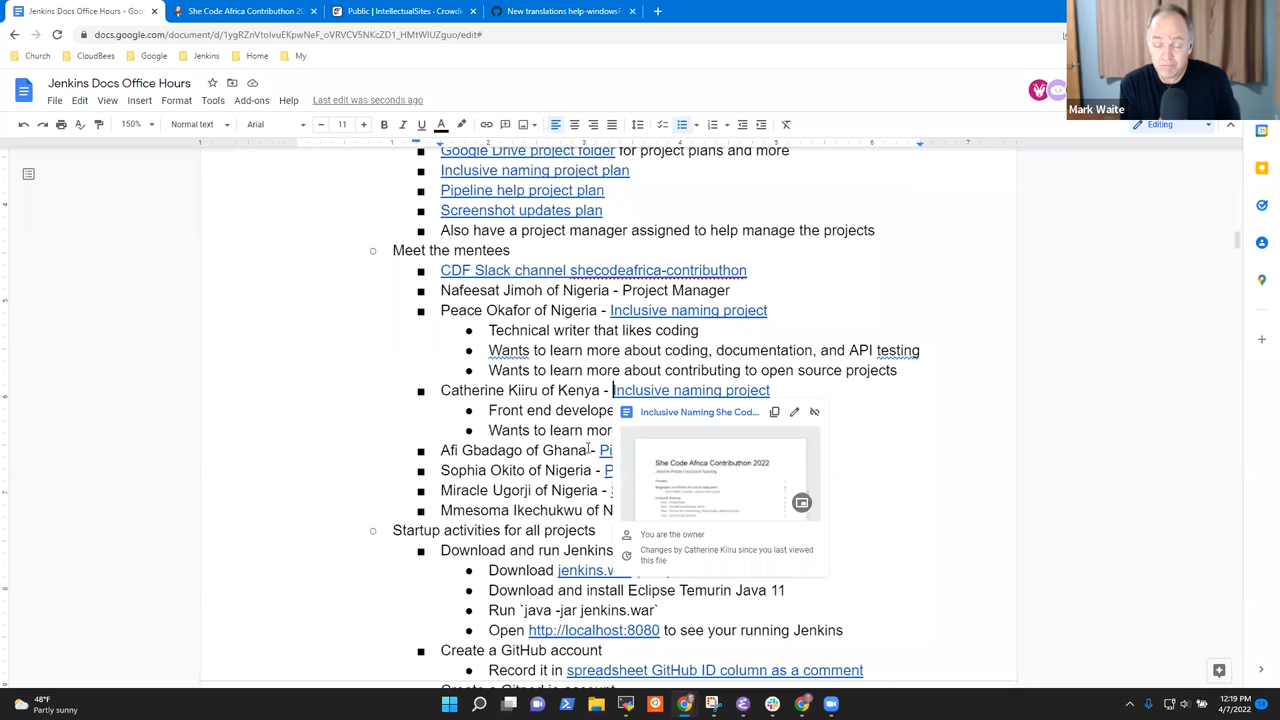 Jenkins Docs Office Hours - Goo
She Code Africa Contributhon 20
Public | IntellectualSites - Crowdi
New translations help-windowsF
docs.google.com/document/d/1ygRZnVtoIvuEKpwNeF_oVRVCV5NKcZD1_HMtWIUZguo/edit#
Church
CloudBees
Google
Jenkins
Home
My
Mark Waite
Jenkins Docs Office Hours
File Edit View Insert Format Tools Add-ons Help Last edit was seconds ago
150% Normal text Arial 11 Editing
Google Drive project folder for project plans and more
Inclusive naming project plan
Pipeline help project plan
Screenshot updates plan
Also have a project manager assigned to help manage the projects
Meet the mentees
CDF Slack channel shecodeafrica-contributhon
Nafeesat Jimoh of Nigeria - Project Manager
Peace Okafor of Nigeria - Inclusive naming project
Technical writer that likes coding
Wants to learn more about coding, documentation, and API testing
Wants to learn more about contributing to open source projects
Catherine Kiiru of Kenya - Inclusive naming project
Front end develope
Wants to learn mor
Afi Gbadago of Ghana - Pi
Sophia Okito of Nigeria - P
Miracle Ugorji of Nigeria -
Mmesoma Ikechukwu of N
Inclusive Naming She Cod...
She Code Africa Contributhon 2022
You are the owner
Changes by Catherine Kiiru since you last viewed
this file
Startup activities for all projects
Download and run Jenkins
Download jenkins.w
Download and install Eclipse Temurin Java 11
Run `java -jar jenkins.war`
Open http://localhost:8080 to see your running Jenkins
Create a GitHub account
Record it in spreadsheet GitHub ID column as a comment
48°F
Partly sunny
12:19 PM
4/7/2022